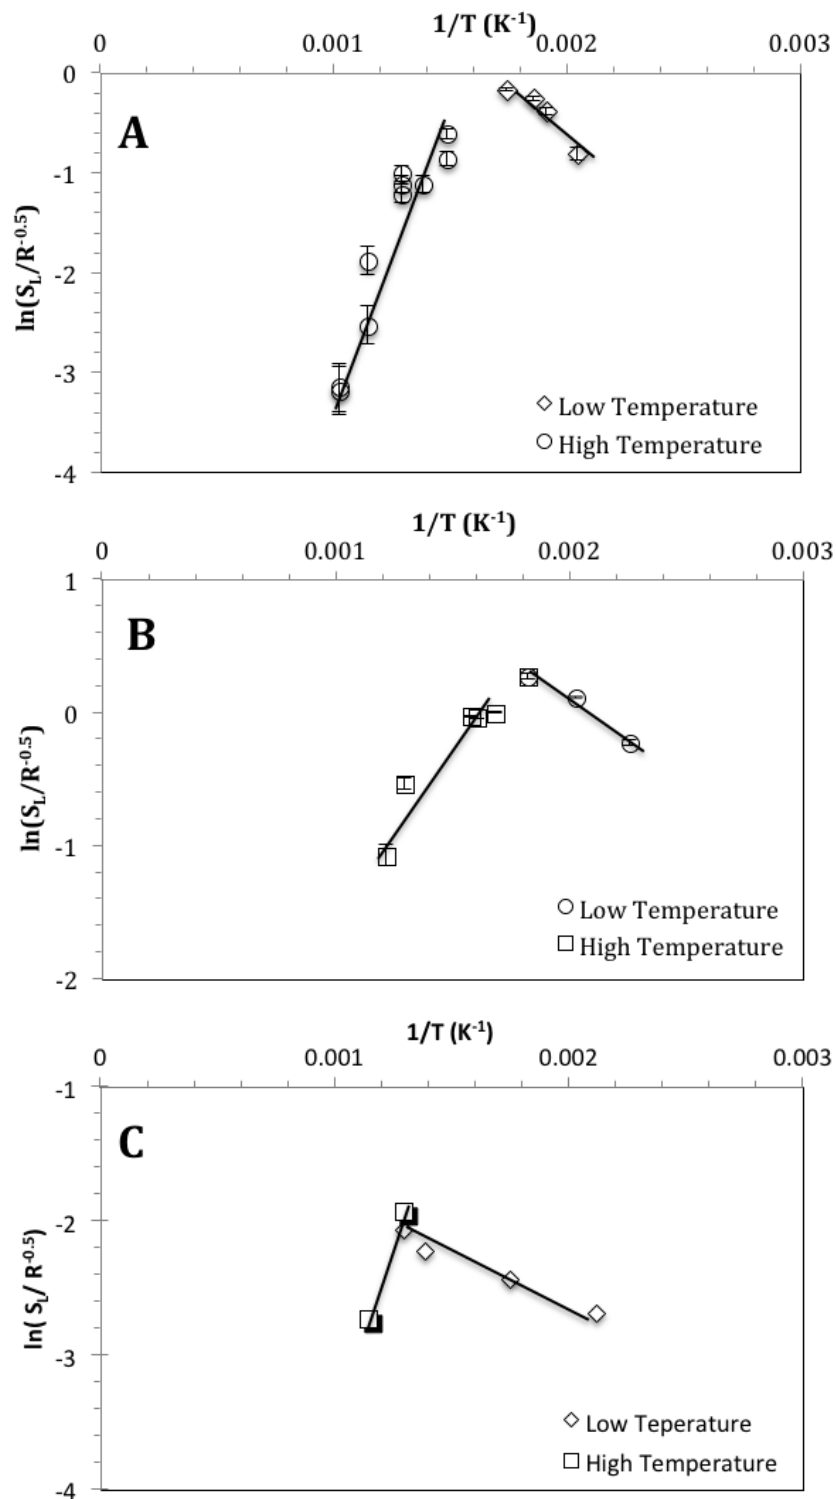 1/T (K⁻¹)
0 0.001 0.002 0.003
0
A
-1
ln(S_L/R^-0.5)
-2
-3
Low Temperature
High Temperature
-4
1/T (K⁻¹)
0 0.001 0.002 0.003
1
B
0
ln(S_L/R^-0.5)
-1
Low Temperature
High Temperature
-2
1/T (K⁻¹)
0 0.001 0.002 0.003
-1
C
-2
ln( S_L/ R^-0.5)
-3
Low Teperature
High Temperature
-4